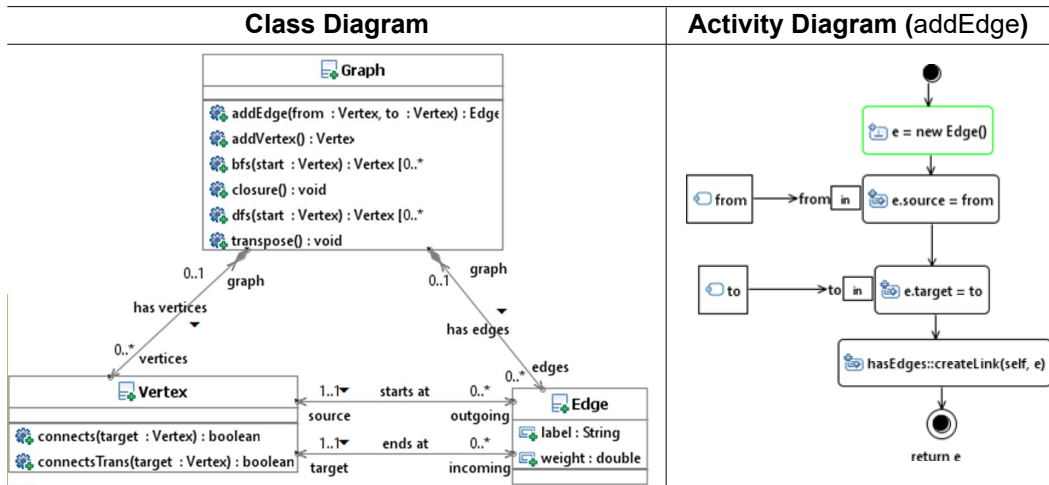 Class Diagram
Activity Diagram (addEdge)
Graph
addEdge(from : Vertex, to : Vertex) : Edge
addVertex() : Vertex
bfs(start : Vertex) : Vertex [0..*
closure() : void
dfs(start : Vertex) : Vertex [0..*
transpose() : void
0..1
graph
has vertices
0..*
vertices
graph
0..1
has edges
edges
0..*
Vertex
connects(target : Vertex) : boolean
connectsTrans(target : Vertex) : boolean
1..1 starts at 0..*
source outgoing
1..1 ends at 0..*
target incoming
Edge
label : String
weight : double
e = new Edge()
from from in e.source = from
to to in e.target = to
hasEdges::createLink(self, e)
return e